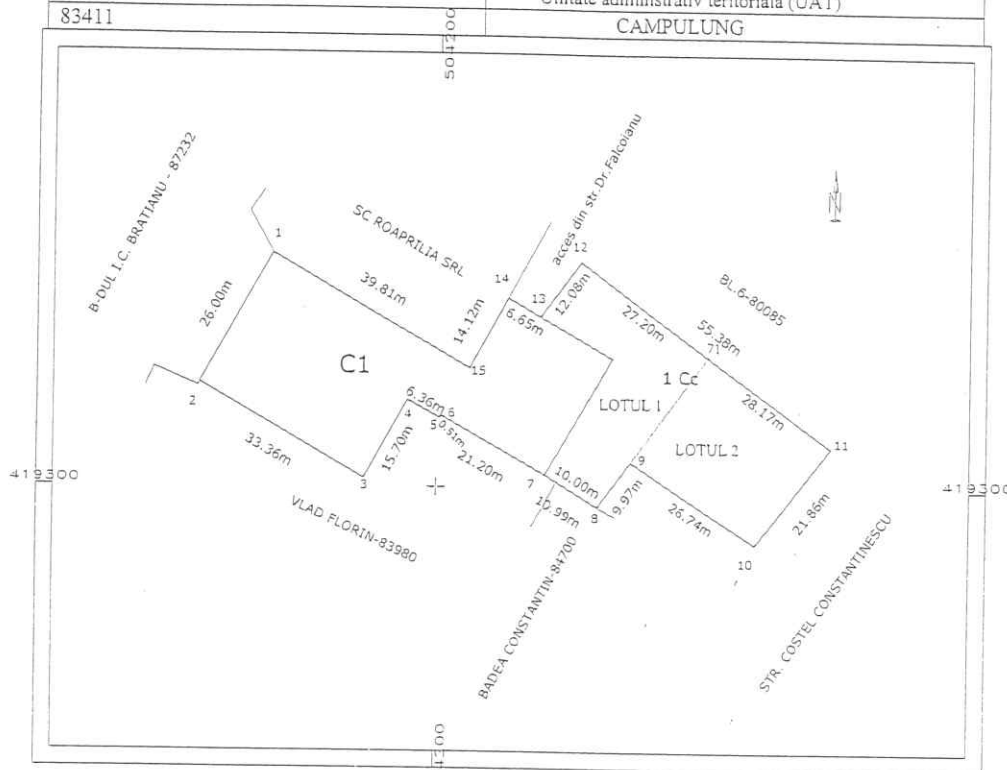 Unitate administrativ teritoriala (UAT)
83411
CAMPULUNG
504200
B-DUL I.C. BRATIANU - 87232
SC ROAPRILIA SRL
acces din str.Dr.Falcoianu
N
1
12
14
13
12.08m
BL.6-80085
39.81m
14.12m
6.65m
27.20m
55.38m
26.00m
71
C1
15
1 Cc
2
6.36m
6
4
5
0.51m
LOTUL 1
28.17m
33.36m
15.70m
21.20m
LOTUL 2
11
3
9
419300
419300
7
10.00m
10.99m
8
9.97m
26.74m
21.86m
VLAD FLORIN-83980
10
BADEA CONSTANTIN-84700
STR. COSTEL CONSTANTINESCU